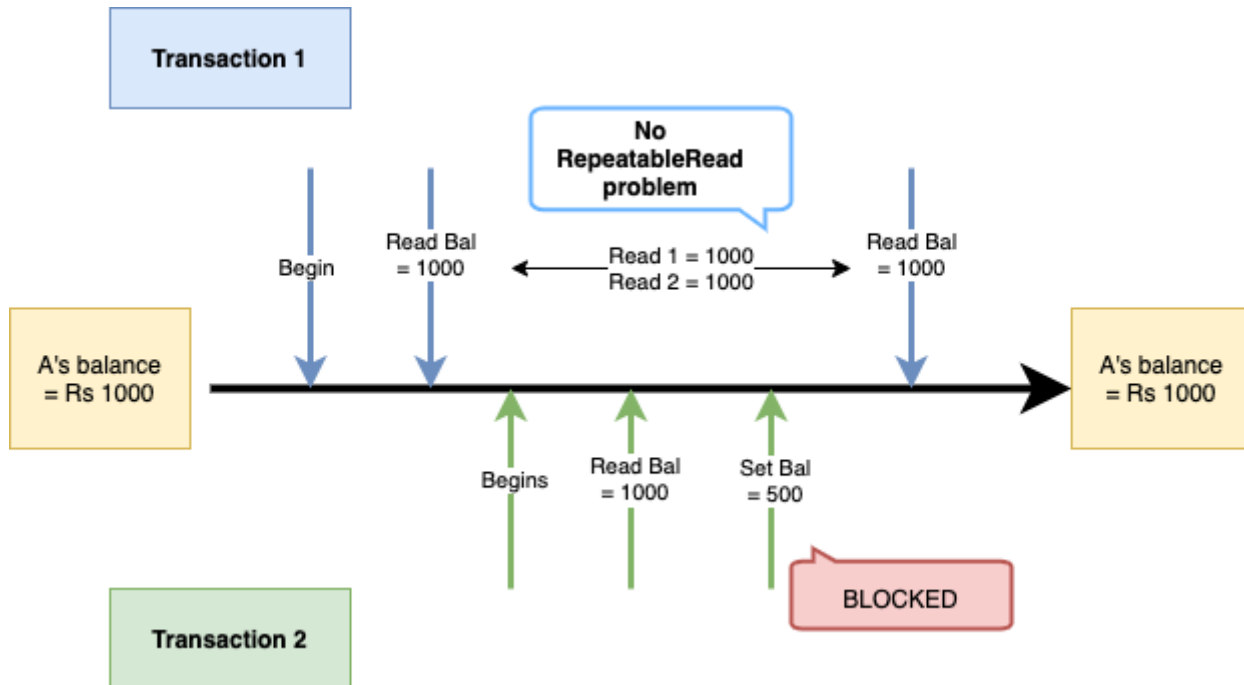 Transaction 1
No
RepeatableRead
problem
Begin
Read Bal
= 1000
Read 1 = 1000
Read 2 = 1000
Read Bal
= 1000
A's balance
= Rs 1000
A's balance
= Rs 1000
Begins
Read Bal
= 1000
Set Bal
= 500
BLOCKED
Transaction 2